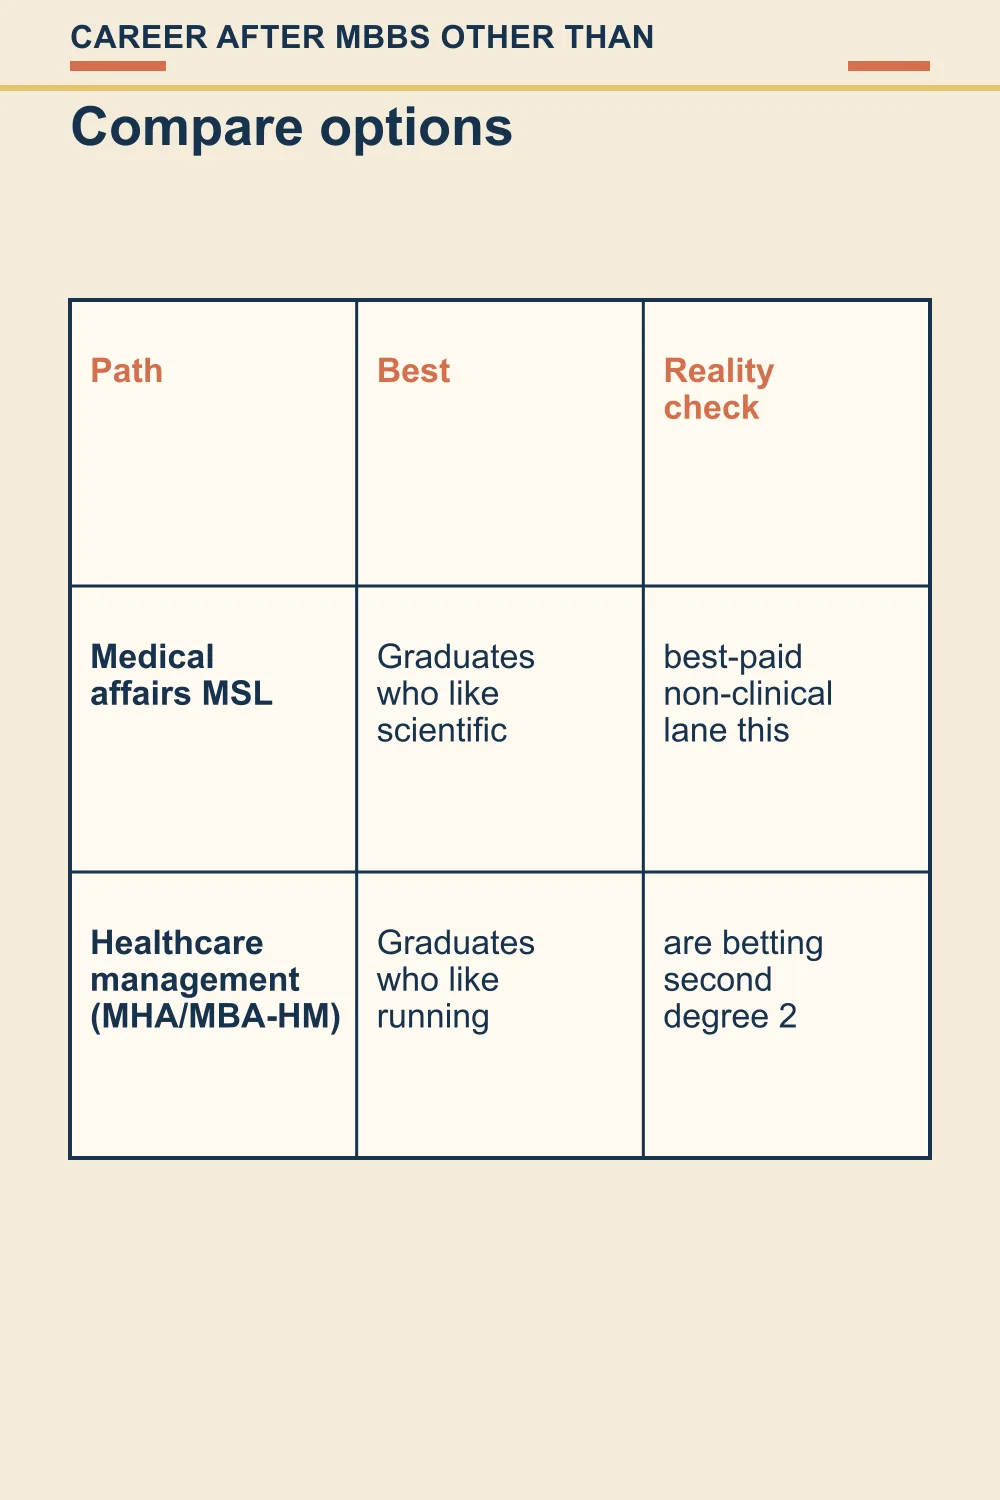 CAREER AFTER MBBS OTHER THAN
Compare options
Path
Best
Reality
check
Medical
affairs MSL
Graduates
who like
scientific
best-paid
non-clinical
lane this
Healthcare
management
(MHA/MBA-HM)
Graduates
who like
running
are betting
second
degree 2